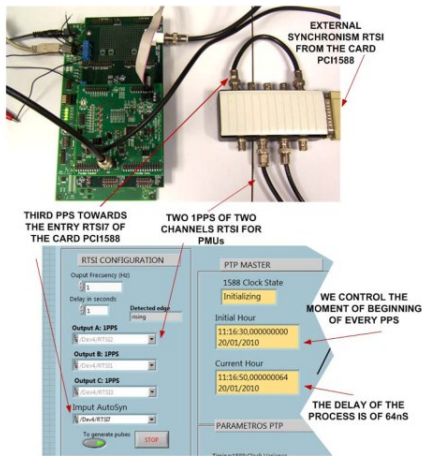 EXTERNAL
SYNCHRONISM RTSI
FROM THE CARD
PCI1588
THIRD PPS TOWARDS
THE ENTRY RTSI7 OF
THE CARD PCI1588
TWO 1PPS OF TWO
CHANNELS RTSI FOR
PMUs
RTSI CONFIGURATION
Ouput Frecuency (Hz)
1
Delay in seconds
1
Detected edge
rising
Output A: 1PPS
/Dev4/RTSI2
Output B: 1PPS
/Dev4/RTSI1
Output C: 1PPS
/Dev4/RTSI3
Imput AutoSyn
/Dev4/RTSI7
To generate pulses
STOP
PTP MASTER
1588 Clock State
Initializing
Initial Hour
11:16:30,000000000
20/01/2010
Current Hour
11:16:50,000000064
20/01/2010
PARAMETROS PTP
WE CONTROL THE
MOMENT OF BEGINNING
OF EVERY PPS
THE DELAY OF THE
PROCESS IS OF 64nS